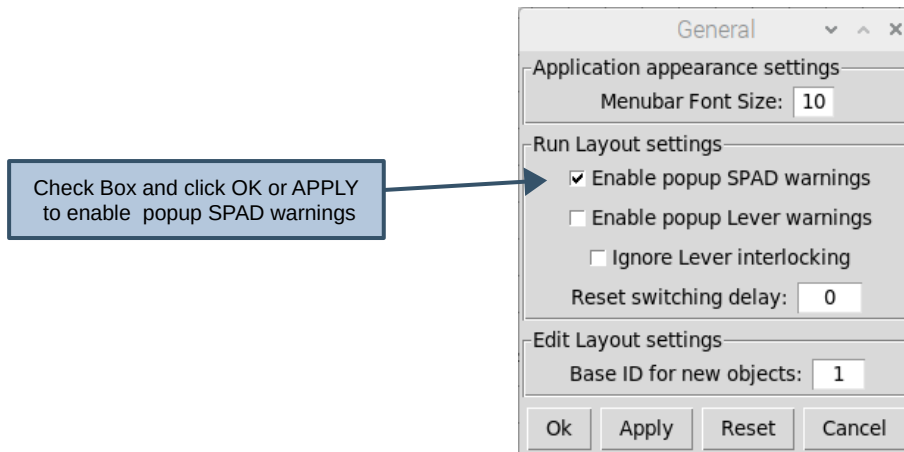 General
Application appearance settings
Menubar Font Size: 10
Run Layout settings
Check Box and click OK or APPLY
to enable popup SPAD warnings
Enable popup SPAD warnings
Enable popup Lever warnings
Ignore Lever interlocking
Reset switching delay: 0
Edit Layout settings
Base ID for new objects: 1
Ok Apply Reset Cancel